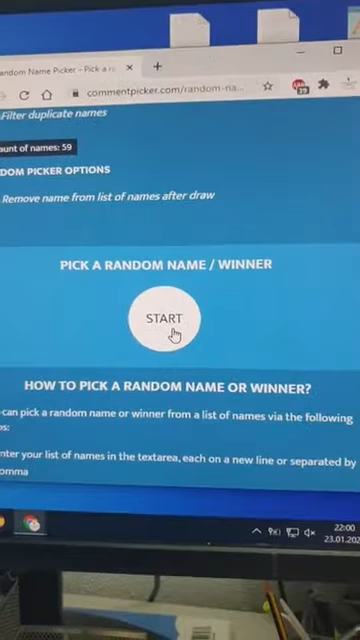 andom Name Picker - Pick a r
commentpicker.com/random-na...
Filter duplicate names
ount of names: 59
DOM PICKER OPTIONS
Remove name from list of names after draw
PICK A RANDOM NAME / WINNER
START
HOW TO PICK A RANDOM NAME OR WINNER?
can pick a random name or winner from a list of names via the following
os:
nter your list of names in the textarea, each on a new line or separated by
omma
22:00
23.01.202